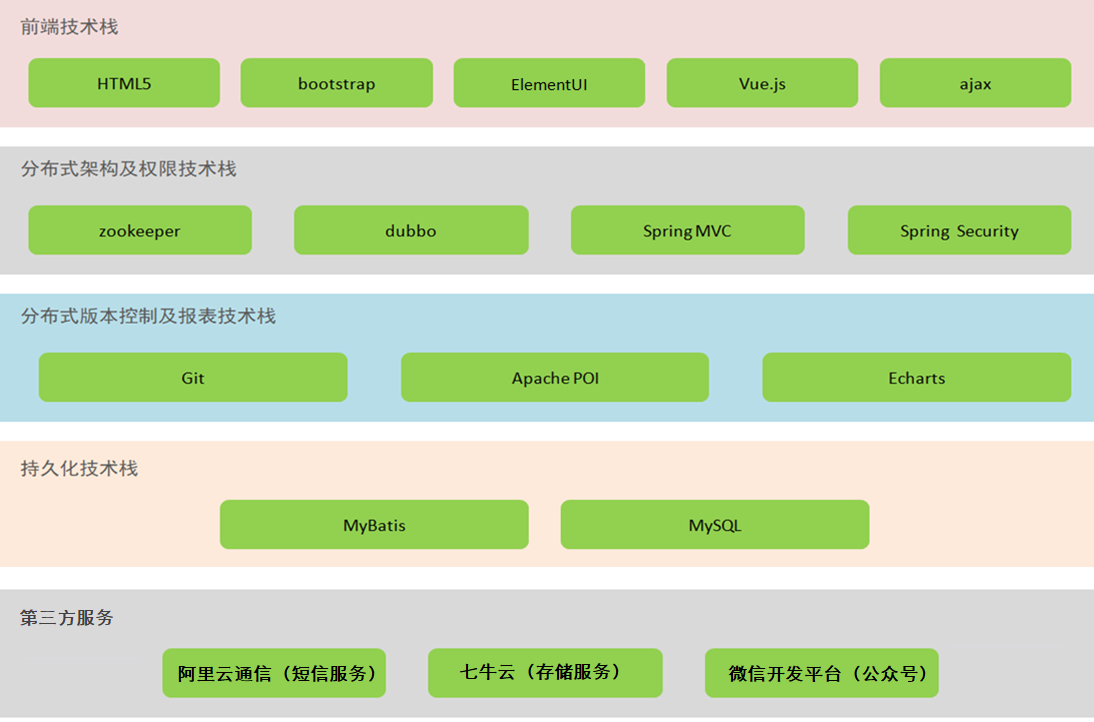 前端技术栈
HTML5 bootstrap ElementUI Vue.js ajax
分布式架构及权限技术栈
zookeeper dubbo Spring MVC Spring Security
分布式版本控制及报表技术栈
Git Apache POI Echarts
持久化技术栈
MyBatis MySQL
第三方服务
阿里云通信（短信服务） 七牛云（存储服务） 微信开发平台（公众号）